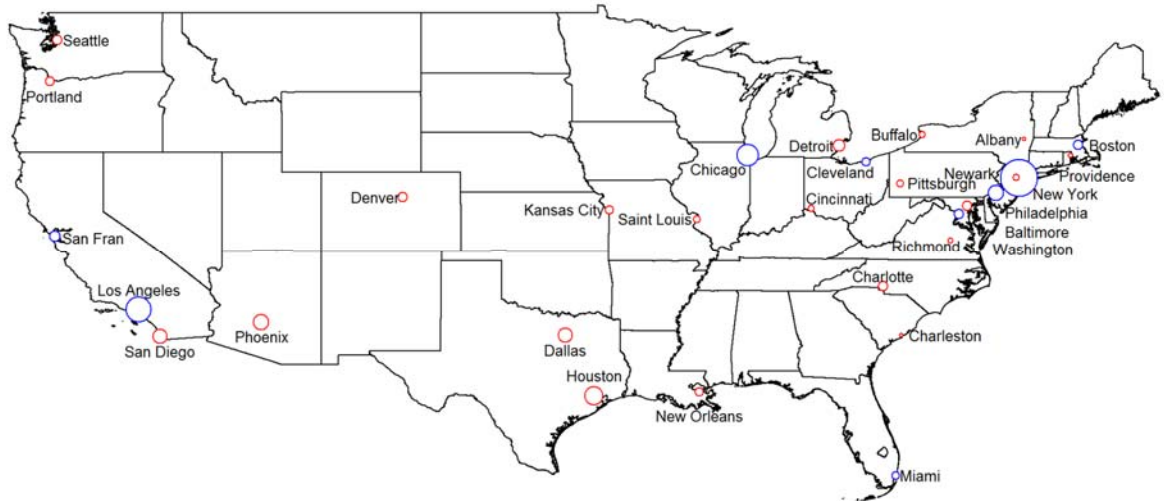 Seattle
Portland
Buffalo
Albany
Boston
Detroit
Chicago
Cleveland
Providence
Newark
Pittsburgh
New York
Denver
Cincinnati
Kansas City
Saint Louis
Philadelphia
Baltimore
San Fran
Richmond
Washington
Charlotte
Los Angeles
Phoenix
Charleston
San Diego
Dallas
Houston
New Orleans
Miami